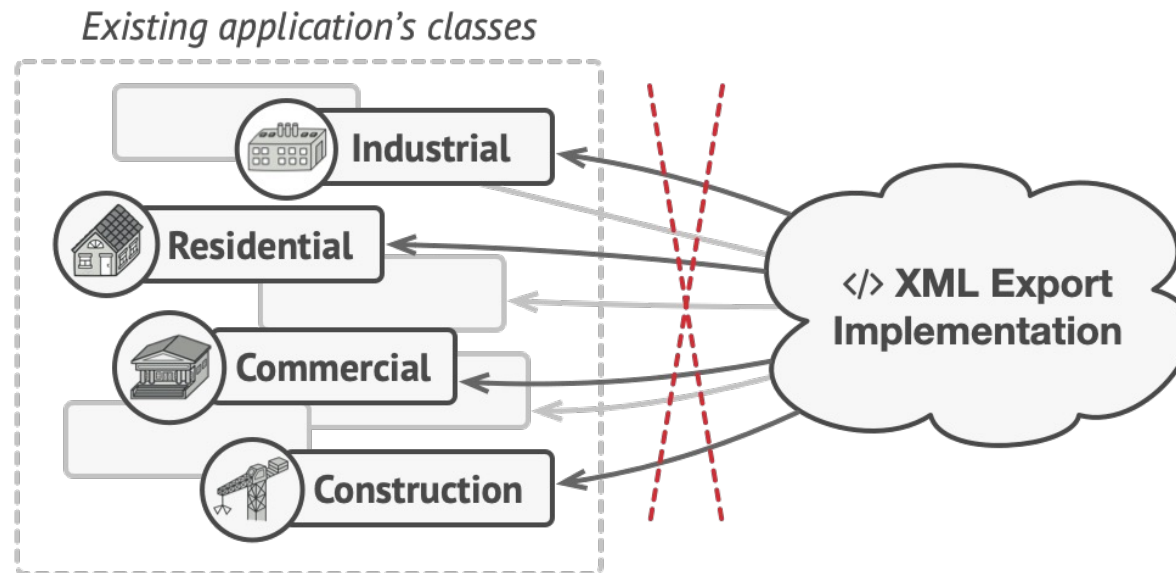 Existing application’s classes
Industrial
Residential
Commercial
Construction
</> XML Export
Implementation